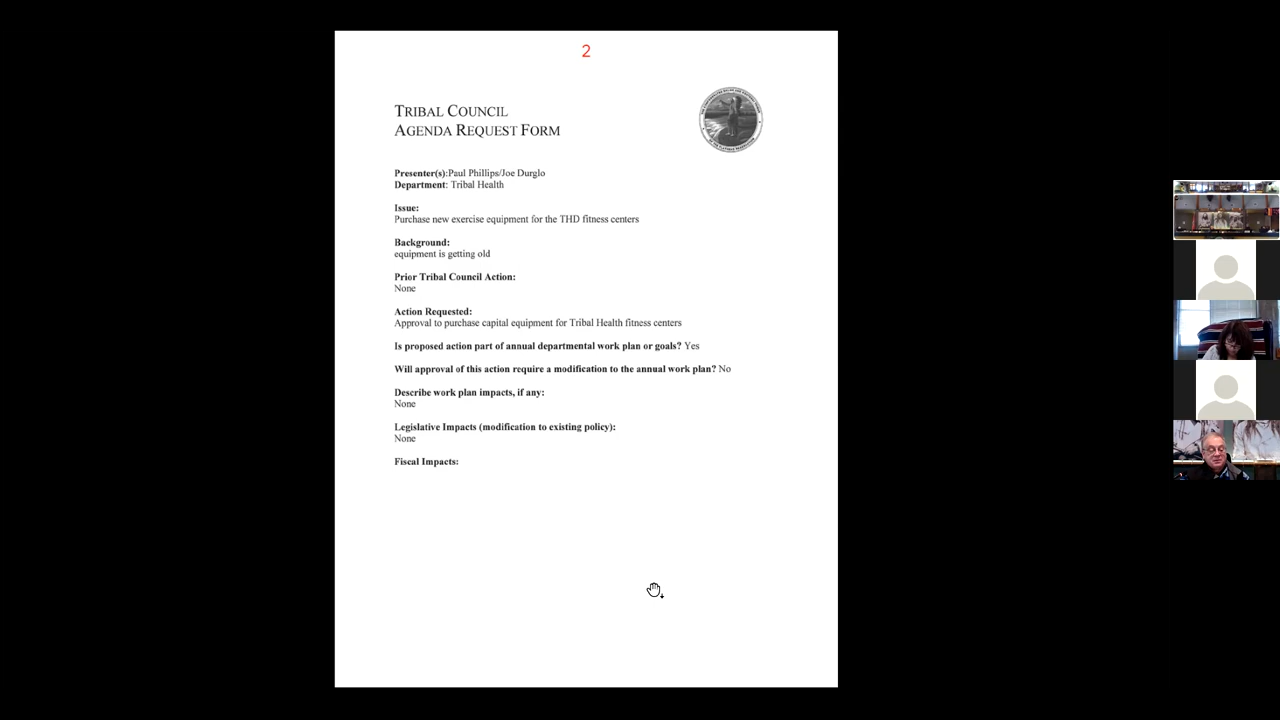 2
TRIBAL COUNCIL
AGENDA REQUEST FORM
Presenter(s):Paul Phillips/Joe Durglo
Department: Tribal Health
Issue:
Purchase new exercise equipment for the THD fitness centers
Background:
equipment is getting old
Prior Tribal Council Action:
None
Action Requested:
Approval to purchase capital equipment for Tribal Health fitness centers
Is proposed action part of annual departmental work plan or goals? Yes
Will approval of this action require a modification to the annual work plan? No
Describe work plan impacts, if any:
None
Legislative Impacts (modification to existing policy):
None
Fiscal Impacts: